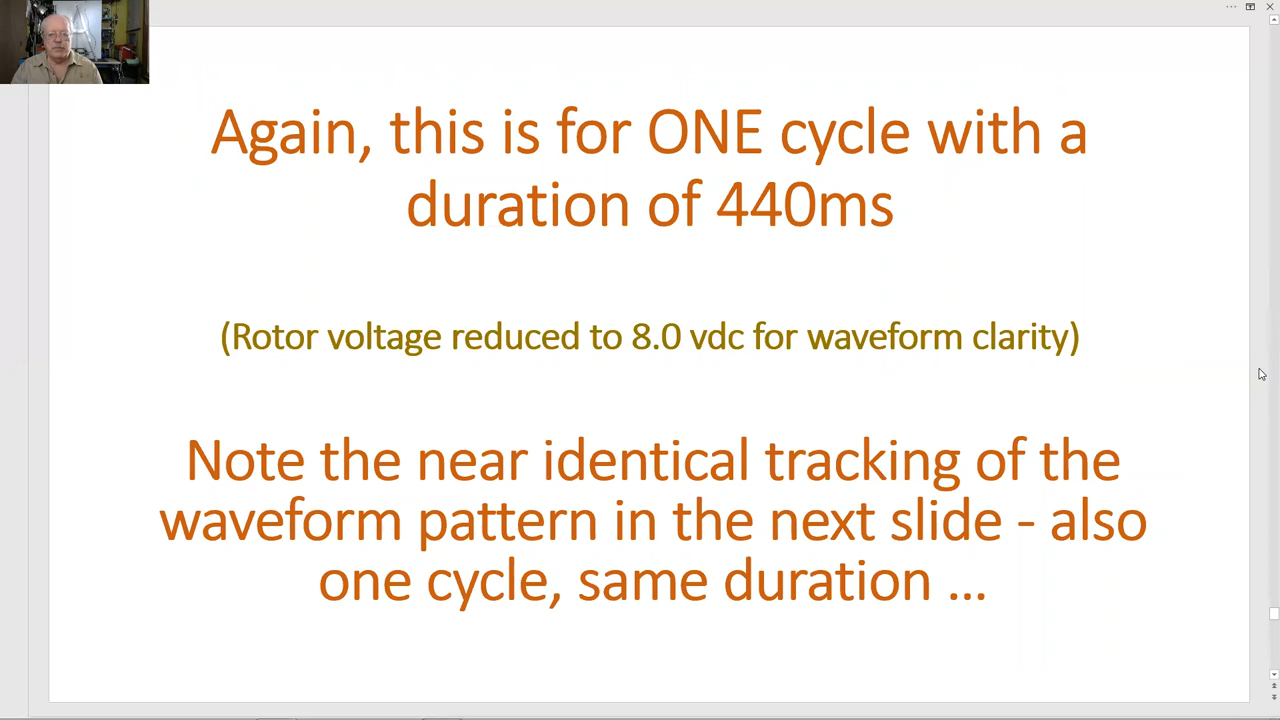 Again, this is for ONE cycle with a
duration of 440ms
(Rotor voltage reduced to 8.0 vdc for waveform clarity)
Note the near identical tracking of the
waveform pattern in the next slide - also
one cycle, same duration ...